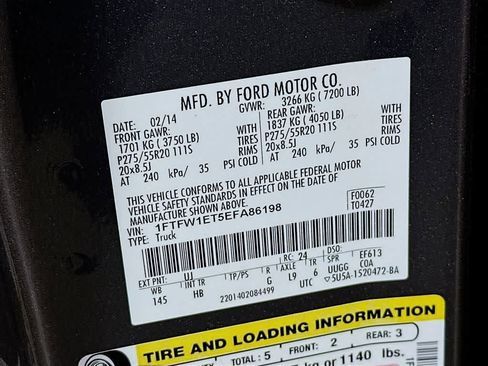 MFD. BY FORD MOTOR CO.
DATE: 02/14 GVWR: 3266 KG ( 7200 LB)
FRONT GAWR: REAR GAWR:
1701 KG ( 3750 LB) WITH 1837 KG ( 4050 LB) WITH
P275/55R20 111S TIRES P275/55R20 111S TIRES
20x8.5J RIMS 20x8.5J RIMS
AT 240 kPa/ 35 PSI COLD AT 240 kPa/ 35 PSI COLD
THIS VEHICLE CONFORMS TO ALL APPLICABLE FEDERAL MOTOR
VEHICLE SAFETY STANDARDS IN EFFECT ON THE DATE OF
MANUFACTURE SHOWN ABOVE.
VIN: 1FTFW1ET5EFA86198 F0062
TYPE: Truck T0427
EXT PNT: UJ RC: 24 DSO: EF613
WB INT TR TP/PS R AXLE TR SPR COA
145 HB G L9 6 UUGG
2201402084499 UTC 5U5A-1520472-BA
TIRE AND LOADING INFORMATION
SEATING CAPACITY TOTAL: 5 FRONT: 2 REAR: 3
kg or 1140 lbs.